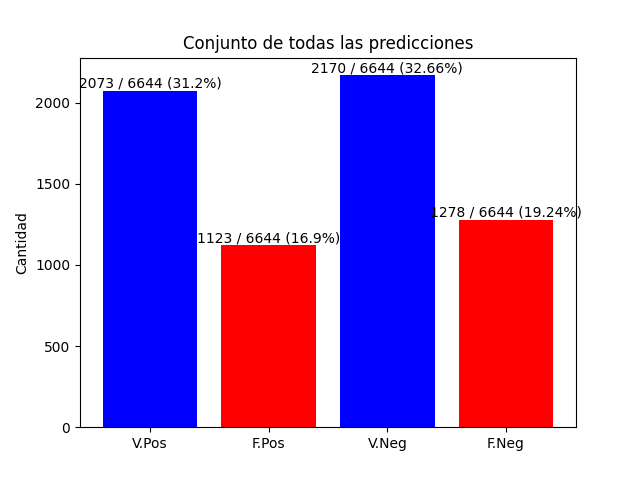 Conjunto de todas las predicciones
2170 / 6644 (32.66%)
2073 / 6644 (31.2%)
1278 / 6644 (19.24%)
1123 / 6644 (16.9%)
Cantidad
2000
1500
1000
500
0
V.Pos
F.Pos
V.Neg
F.Neg